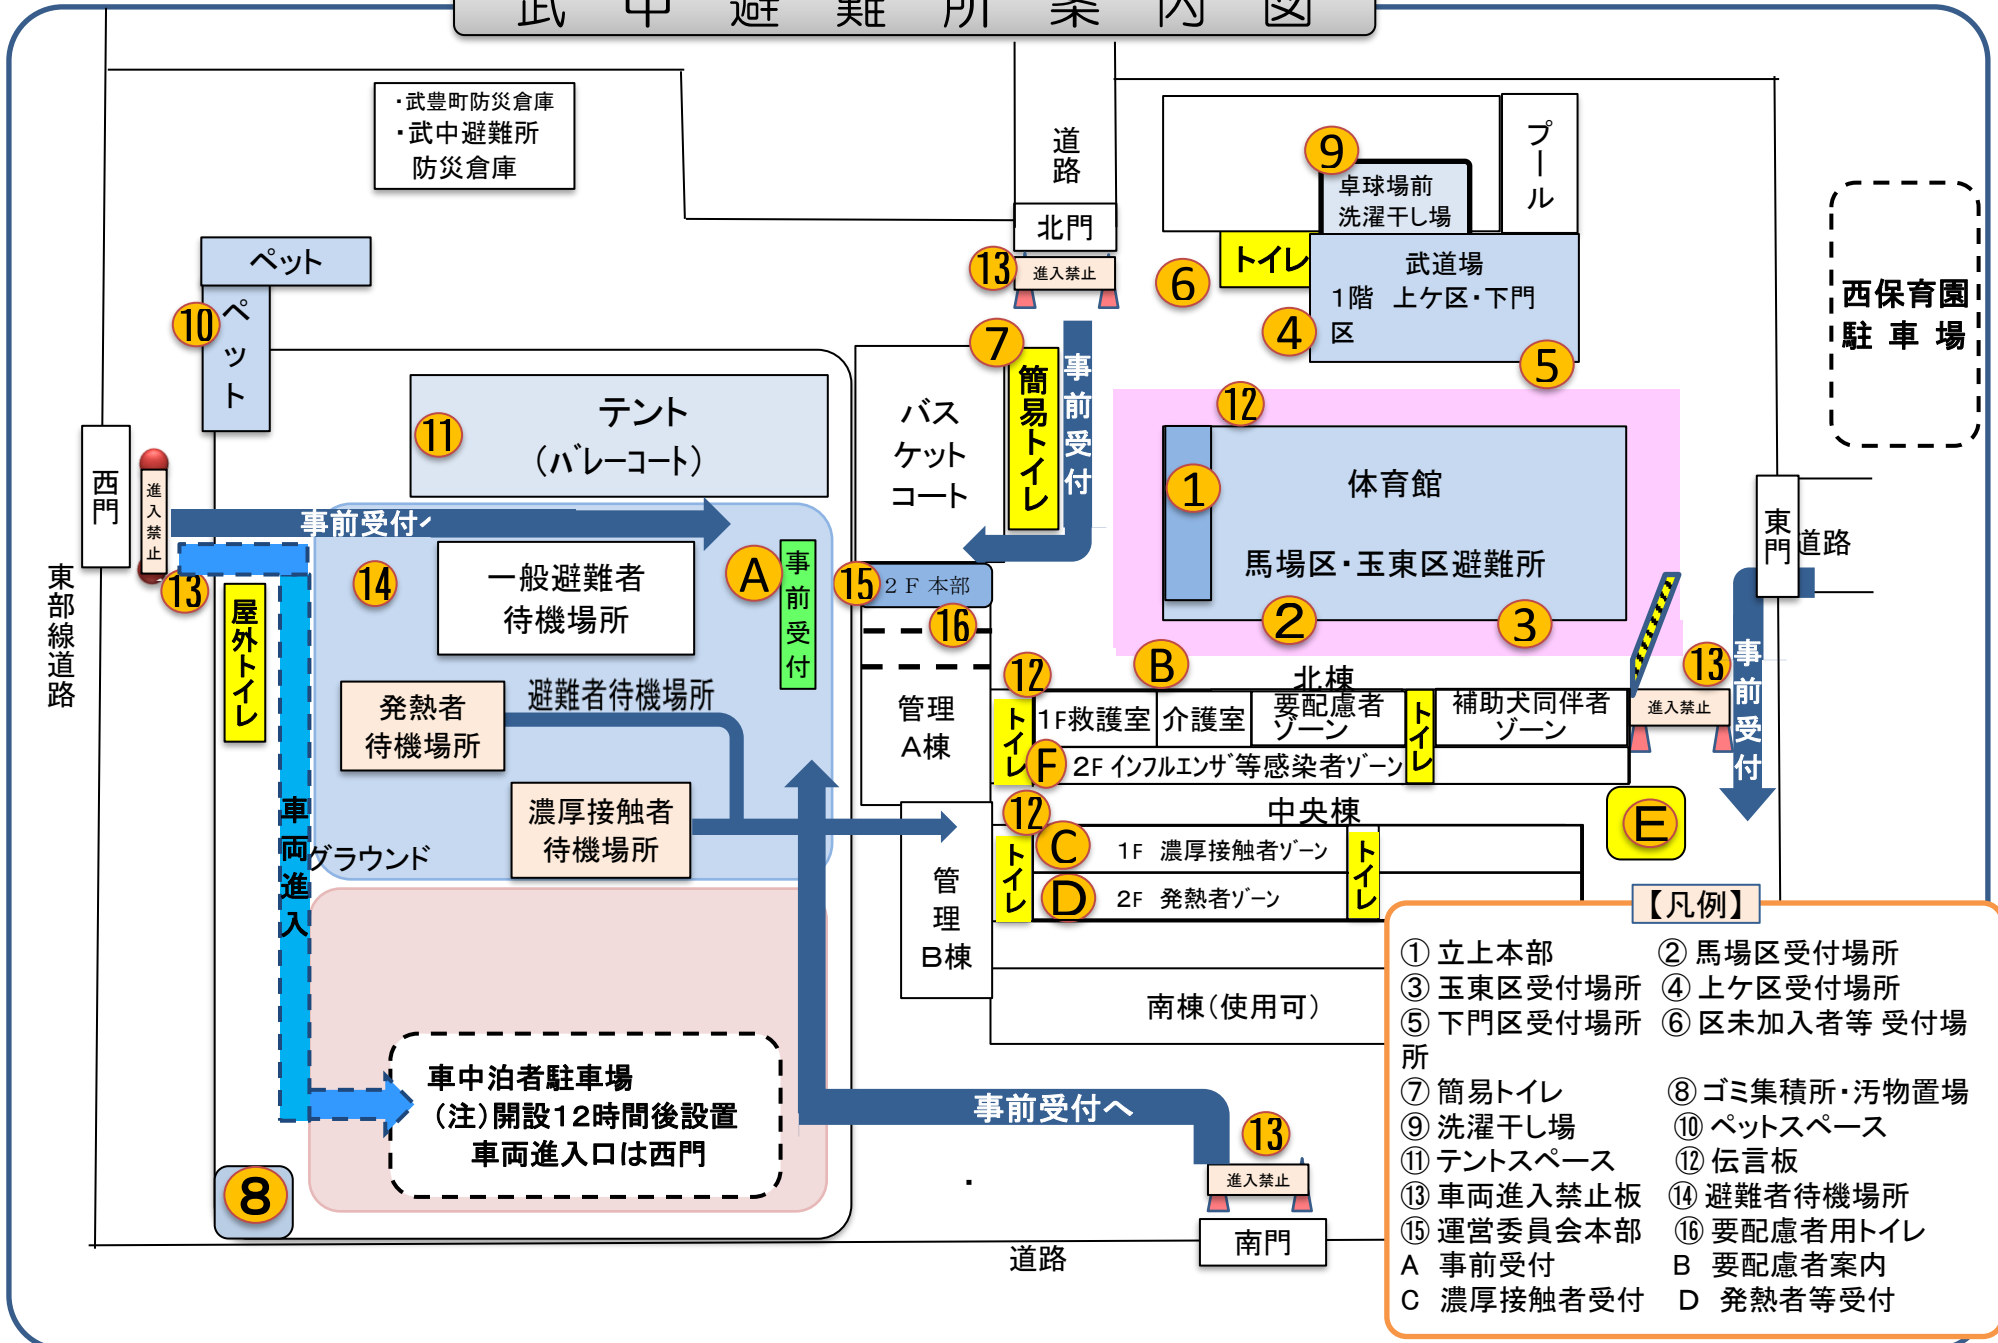 武中避難所案内図
・武豊町防災倉庫
・武中避難所
防災倉庫
道路
北門
13
進入禁止
9
卓球場前
洗濯干し場
プール
トイレ
6
武道場
1階 上ケ区・下門
区
4
5
西保育園
駐車場
ペット
10
ペット
11
テント
(バレーコート)
バス
ケット
コート
7
簡易トイレ
事前受付
12
1
体育館
馬場区・玉東区避難所
2
3
西門
進入禁止
13
事前受付へ
東部線道路
屋外トイレ
14
一般避難者
待機場所
A
事前受付
15
2F 本部
16
東門
道路
13
進入禁止
事前受付
発熱者
待機場所
避難者待機場所
濃厚接触者
待機場所
グラウンド
車両進入
管理
A棟
12
B
北棟
トイレ
1F救護室
介護室
要配慮者
ゾーン
トイレ
補助犬同伴者
ゾーン
F
2F インフルエンザ等感染者ゾーン
12
中央棟
E
トイレ
C
1F 濃厚接触者ゾーン
トイレ
D
2F 発熱者ゾーン
管理
B棟
南棟(使用可)
車中泊者駐車場
(注)開設12時間後設置
車両進入口は西門
事前受付へ
13
進入禁止
南門
道路
8
【凡例】
① 立上本部 ② 馬場区受付場所
③ 玉東区受付場所 ④ 上ケ区受付場所
⑤ 下門区受付場所 ⑥ 区未加入者等 受付場
所
⑦ 簡易トイレ ⑧ ゴミ集積所・汚物置場
⑨ 洗濯干し場 ⑩ ペットスペース
⑪ テントスペース ⑫ 伝言板
⑬ 車両進入禁止板 ⑭ 避難者待機場所
⑮ 運営委員会本部 ⑯ 要配慮者用トイレ
A 事前受付 B 要配慮者案内
C 濃厚接触者受付 D 発熱者等受付